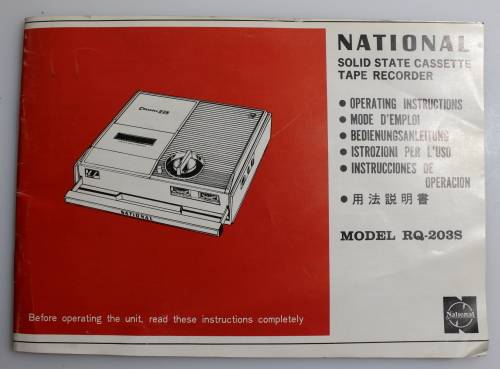 NATIONAL
SOLID STATE CASSETTE
TAPE RECORDER
● OPERATING INSTRUCTIONS
● MODE D'EMPLOI
● BEDIENUNGSANLEITUNG
● ISTROZIONI PER L'USO
● INSTRUCCIONES DE
OPERACION
● 用法説明書
MODEL RQ-203S
NATIONAL
Before operating the unit, read these instructions completely
National